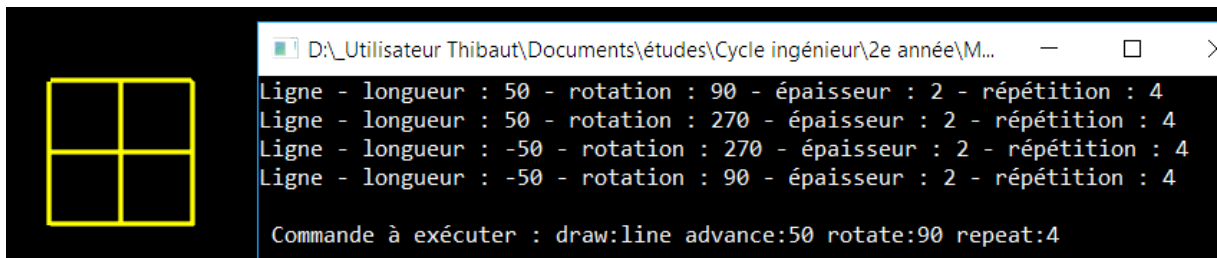 D:\_Utilisateur Thibaut\Documents\études\Cycle ingénieur\2e année\M...
Ligne - longueur : 50 - rotation : 90 - épaisseur : 2 - répétition : 4
Ligne - longueur : 50 - rotation : 270 - épaisseur : 2 - répétition : 4
Ligne - longueur : -50 - rotation : 270 - épaisseur : 2 - répétition : 4
Ligne - longueur : -50 - rotation : 90 - épaisseur : 2 - répétition : 4
Commande à exécuter : draw:line advance:50 rotate:90 repeat:4